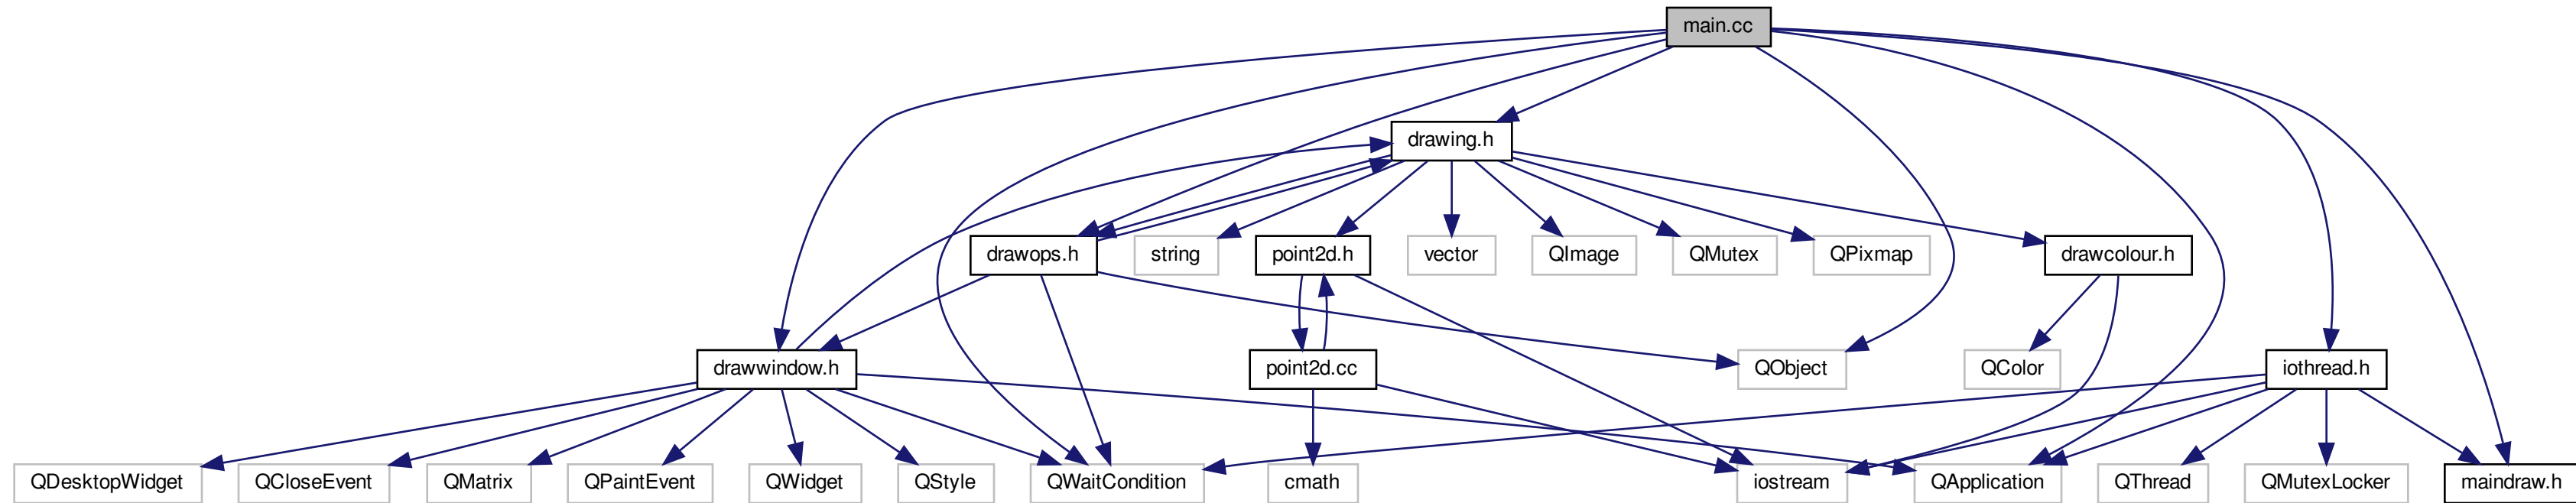 main.cc
drawing.h
drawops.h
string
point2d.h
vector
QImage
QMutex
QPixmap
drawcolour.h
drawwindow.h
point2d.cc
QObject
QColor
iothread.h
QDesktopWidget
QCloseEvent
QMatrix
QPaintEvent
QWidget
QStyle
QWaitCondition
cmath
iostream
QApplication
QThread
QMutexLocker
maindraw.h